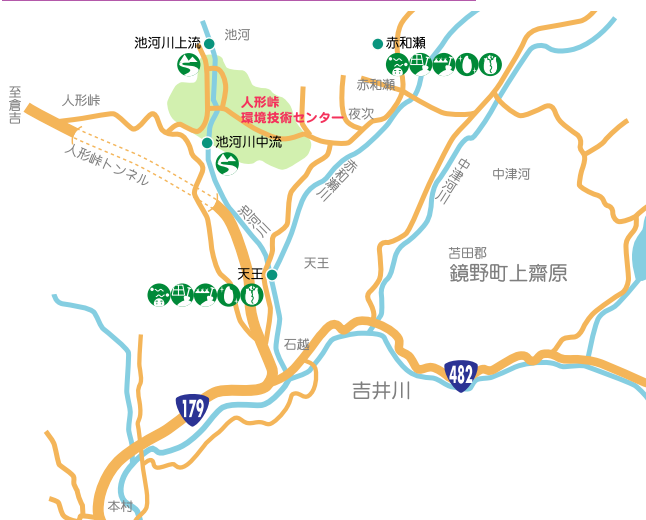 池河川上流
池河
赤和瀬
至倉吉
人形峠
人形峠
環境技術センター
赤和瀬
夜次
池河川中流
人形峠トンネル
赤和瀬川
中津河川
中津河
池河川
天王
天王
苫田郡
鏡野町上齋原
石越
吉井川
482
179
本村